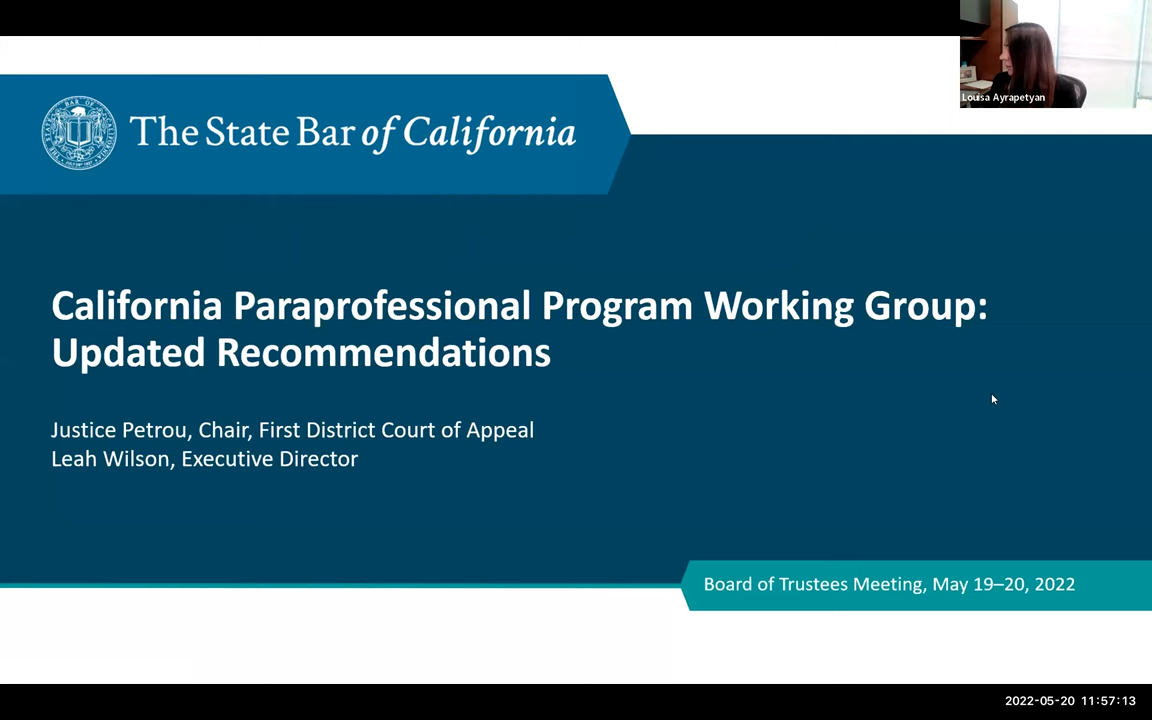 Louisa Ayrapetyan
The State Bar of California
California Paraprofessional Program Working Group:
Updated Recommendations
Justice Petrou, Chair, First District Court of Appeal
Leah Wilson, Executive Director
Board of Trustees Meeting, May 19–20, 2022
2022-05-20 11:57:13